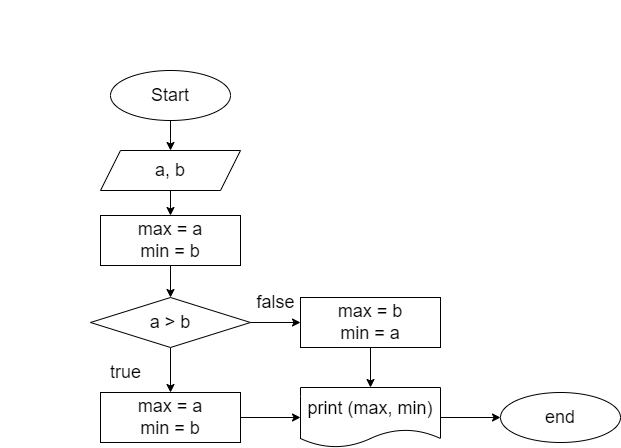 Start
a, b
max = a
min = b
a > b
false
max = b
min = a
true
max = a
min = b
print (max, min)
end